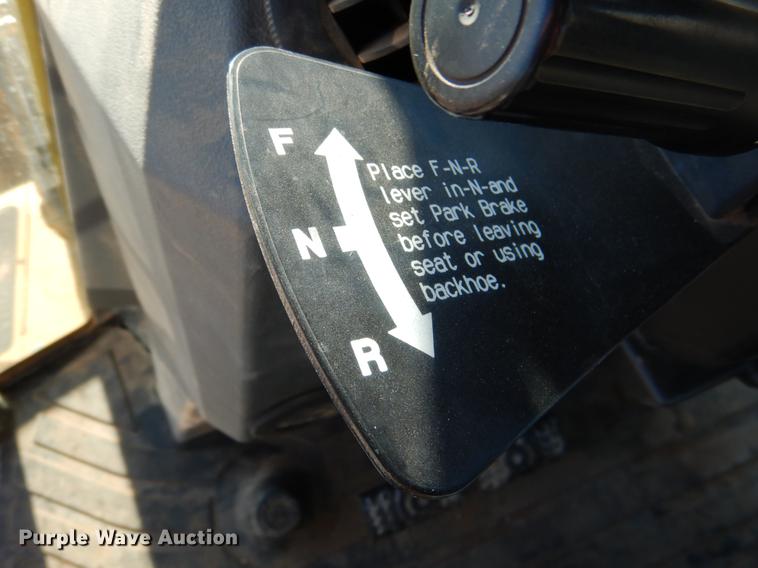 F
N
R
Place F-N-R
lever in-N-and
set Park Brake
before leaving
seat or using
backhoe.
Purple Wave Auction